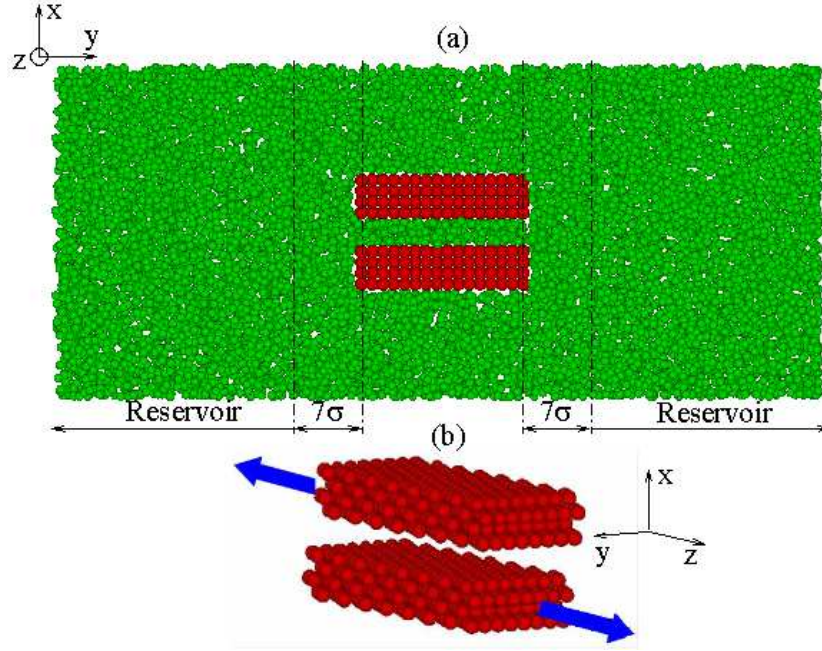 x
(a)
z
y
Reservoir
7σ
7σ
Reservoir
(b)
x
y
z